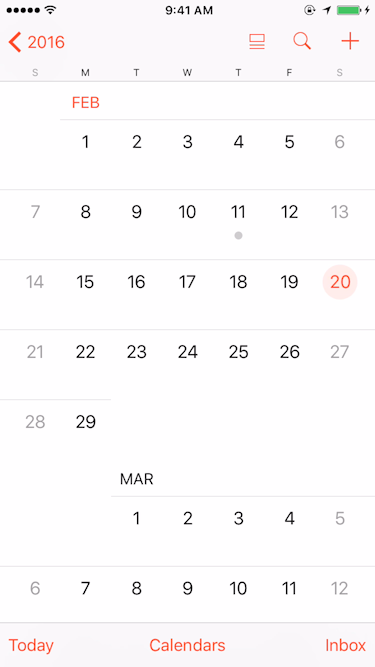 9:41 AM
2016
S M T W T F S
FEB
1 2 3 4 5 6
7 8 9 10 11 12 13
14 15 16 17 18 19 20
21 22 23 24 25 26 27
28 29
MAR
1 2 3 4 5
6 7 8 9 10 11 12
Today Calendars Inbox